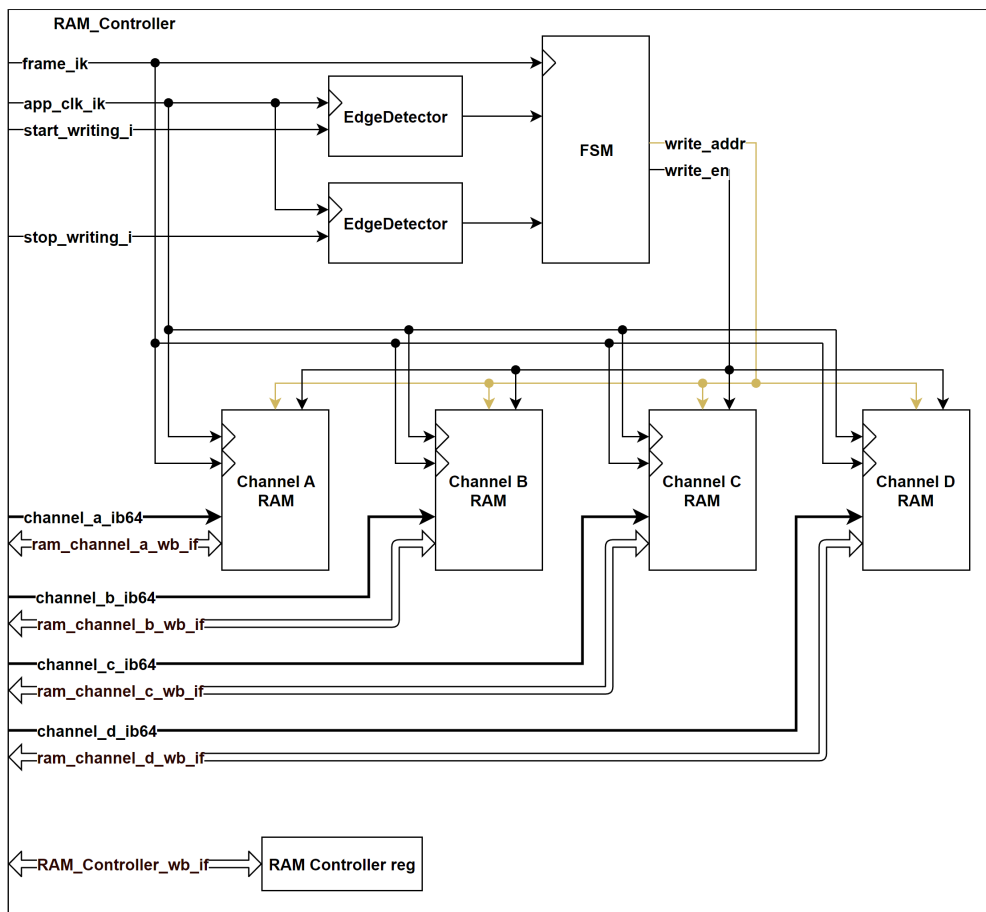 RAM_Controller
frame_ik
app_clk_ik
start_writing_i
EdgeDetector
FSM
write_addr
write_en
EdgeDetector
stop_writing_i
Channel A
RAM
Channel B
RAM
Channel C
RAM
Channel D
RAM
channel_a_ib64
ram_channel_a_wb_if
channel_b_ib64
ram_channel_b_wb_if
channel_c_ib64
ram_channel_c_wb_if
channel_d_ib64
ram_channel_d_wb_if
RAM_Controller_wb_if
RAM Controller reg